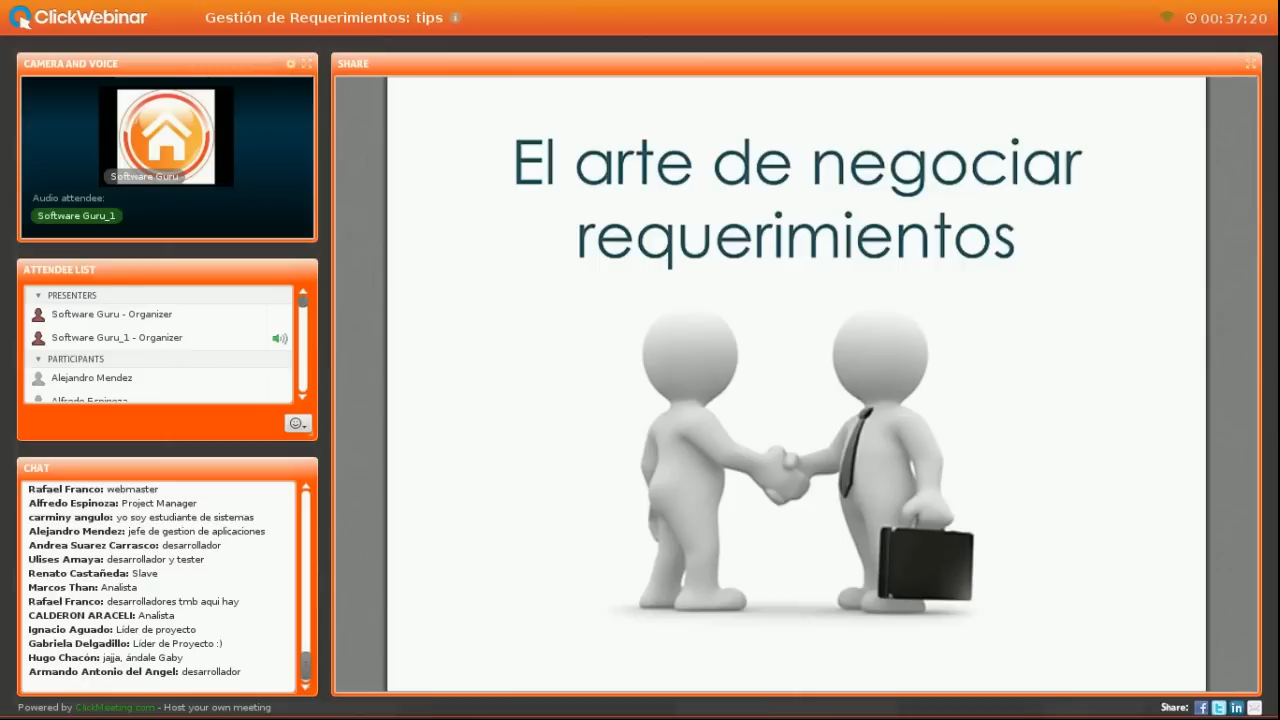 ClickWebinar
Gestión de Requerimientos: tips
00:37:20
CAMERA AND VOICE
Software Guru
Audio attendee:
Software Guru_1
ATTENDEE LIST
PRESENTERS
Software Guru - Organizer
Software Guru_1 - Organizer
PARTICIPANTS
Alejandro Mendez
Alfredo Espinoza
CHAT
Rafael Franco: webmaster
Alfredo Espinoza: Project Manager
carminy angulo: yo soy estudiante de sistemas
Alejandro Mendez: jefe de gestion de aplicaciones
Andrea Suarez Carrasco: desarrollador
Ulises Amaya: desarrollador y tester
Renato Castañeda: Slave
Marcos Than: Analista
Rafael Franco: desarrolladores tmb aqui hay
CALDERON ARACELI: Analista
Ignacio Aguado: Líder de proyecto
Gabriela Delgadillo: Líder de Proyecto :)
Hugo Chacón: jajja, ándale Gaby
Armando Antonio del Angel: desarrollador
SHARE
El arte de negociar
requerimientos
Powered by ClickMeeting.com - Host your own meeting
Share: